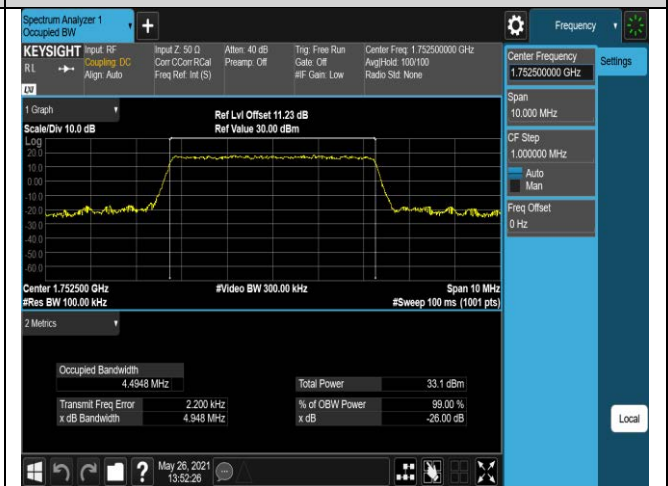 Spectrum Analyzer 1
Occupied BW
Frequency
KEYSIGHT
RL
Input: RF
Coupling: DC
Align: Auto
Input Z: 50 Ω
Corr CCorr RCal
Freq Ref: Int (S)
Atten: 40 dB
Preamp: Off
Trig: Free Run
Gate: Off
#IF Gain: Low
Center Freq: 1.752500000 GHz
Avg|Hold: 100/100
Radio Std: None
LXI
1 Graph
Scale/Div 10.0 dB
Ref Lvl Offset 11.23 dB
Ref Value 30.00 dBm
Log
20.0
10.0
0.00
-10.0
-20.0
-30.0
-40.0
-50.0
-60.0
Center 1.752500 GHz
#Video BW 300.00 kHz
Span 10 MHz
#Res BW 100.00 kHz
#Sweep 100 ms (1001 pts)
2 Metrics
Occupied Bandwidth
4.4948 MHz
Total Power 33.1 dBm
Transmit Freq Error 2.200 kHz
% of OBW Power 99.00 %
x dB Bandwidth 4.948 MHz
x dB -26.00 dB
Center Frequency
1.752500000 GHz
Settings
Span
10.000 MHz
CF Step
1.000000 MHz
Auto
Man
Freq Offset
0 Hz
Local
?
May 26, 2021
13:52:26